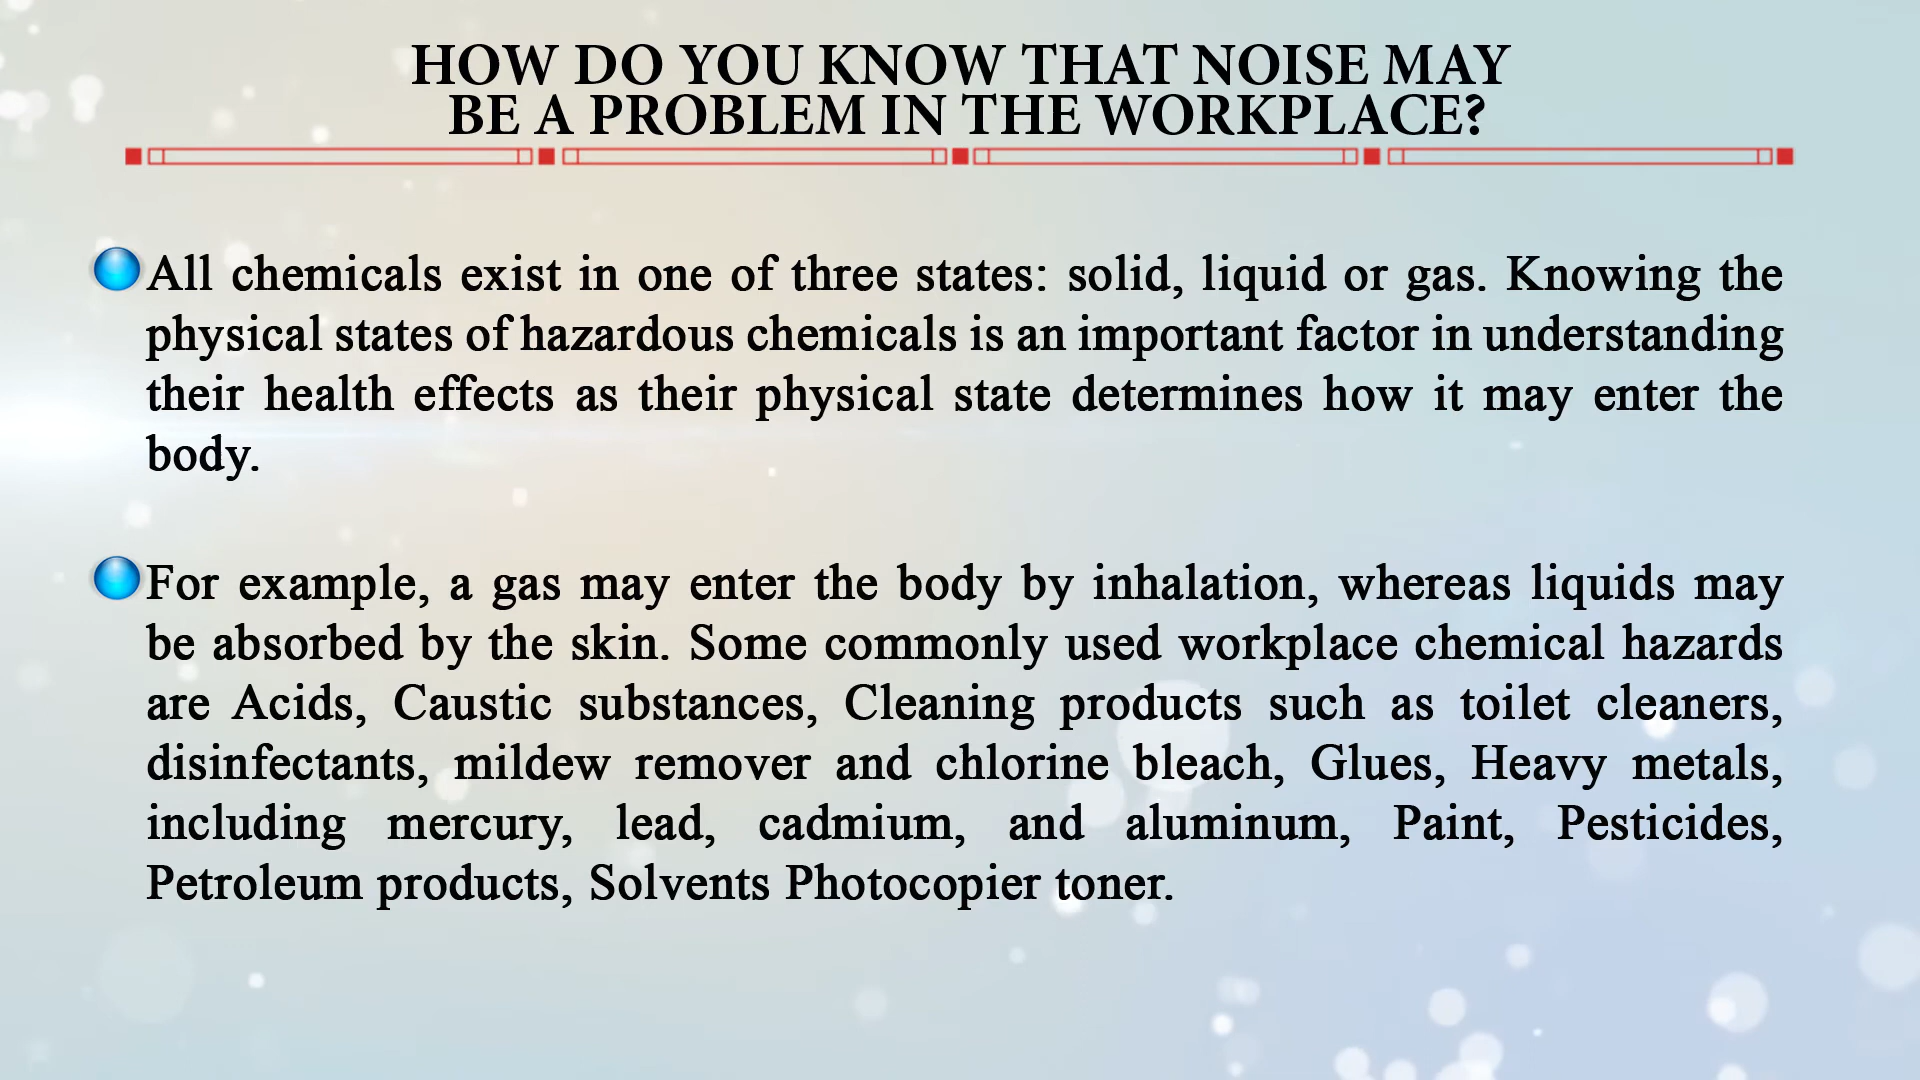 HOW DO YOU KNOW THAT NOISE MAY
BE A PROBLEM IN THE WORKPLACE?
All chemicals exist in one of three states: solid, liquid or gas. Knowing the
physical states of hazardous chemicals is an important factor in understanding
their health effects as their physical state determines how it may enter the
body.
For example, a gas may enter the body by inhalation, whereas liquids may
be absorbed by the skin. Some commonly used workplace chemical hazards
are Acids, Caustic substances, Cleaning products such as toilet cleaners,
disinfectants, mildew remover and chlorine bleach, Glues, Heavy metals,
including mercury, lead, cadmium, and aluminum, Paint, Pesticides,
Petroleum products, Solvents Photocopier toner.